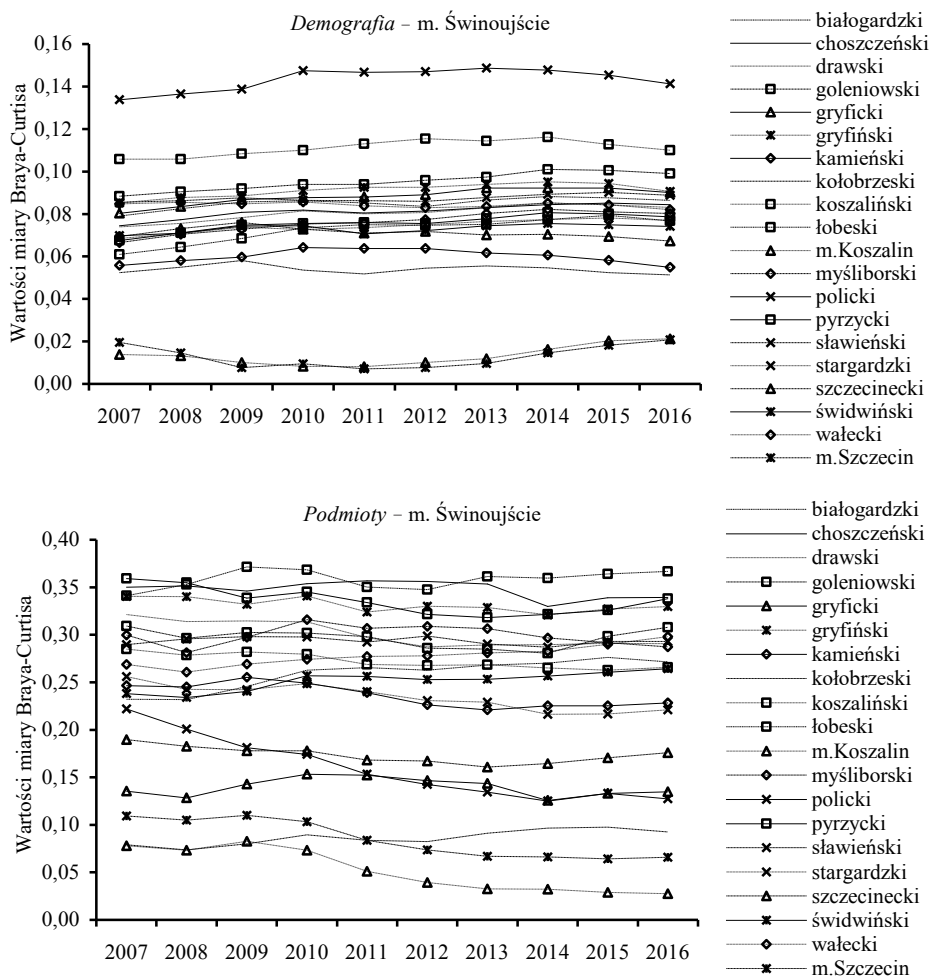 Demografia – m. Świnoujście
Wartości miary Braya-Curtisa
0,16
0,14
0,12
0,10
0,08
0,06
0,04
0,02
0,00
2007 2008 2009 2010 2011 2012 2013 2014 2015 2016
białogardzki
choszczeński
drawski
goleniowski
gryficki
gryfiński
kamieński
kołobrzeski
koszaliński
łobeski
m.Koszalin
myśliborski
policki
pyrzycki
sławieński
stargardzki
szczecinecki
świdwiński
wałecki
m.Szczecin
Podmioty – m. Świnoujście
Wartości miary Braya-Curtisa
0,40
0,35
0,30
0,25
0,20
0,15
0,10
0,05
0,00
2007 2008 2009 2010 2011 2012 2013 2014 2015 2016
białogardzki
choszczeński
drawski
goleniowski
gryficki
gryfiński
kamieński
kołobrzeski
koszaliński
łobeski
m.Koszalin
myśliborski
policki
pyrzycki
sławieński
stargardzki
szczecinecki
świdwiński
wałecki
m.Szczecin